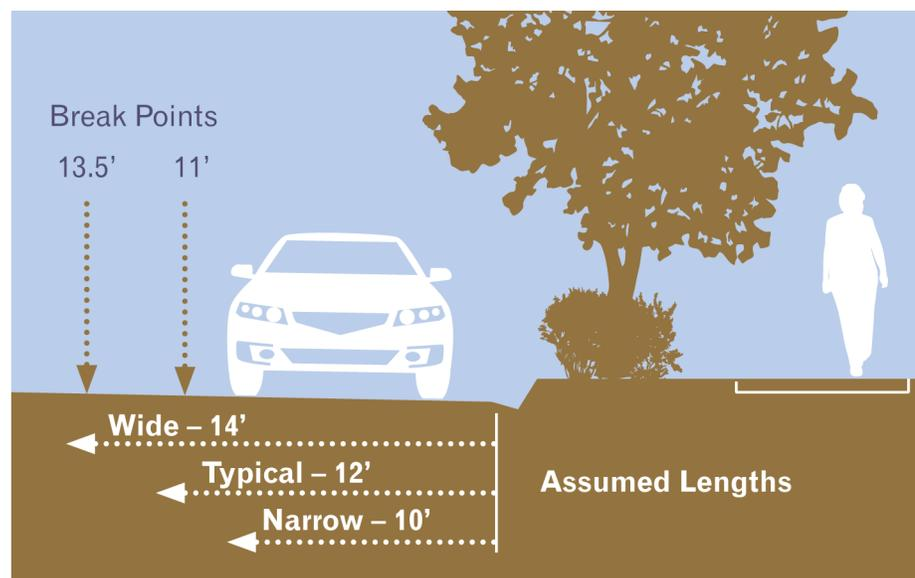 Break Points
13.5’ 11’
Wide – 14’
Typical – 12’
Narrow – 10’
Assumed Lengths